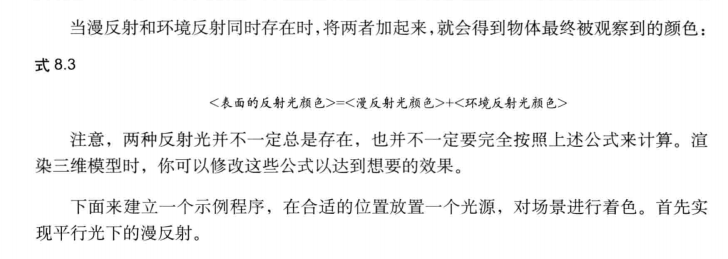 当漫反射和环境反射同时存在时，将两者加起来，就会得到物体最终被观察到的颜色：
式 8.3
<表面的反射光颜色>=<漫反射光颜色>+<环境反射光颜色>
注意，两种反射光并不一定总是存在，也并不一定要完全按照上述公式来计算。渲
染三维模型时，你可以修改这些公式以达到想要的效果。
下面来建立一个示例程序，在合适的位置放置一个光源，对场景进行着色。首先实
现平行光下的漫反射。